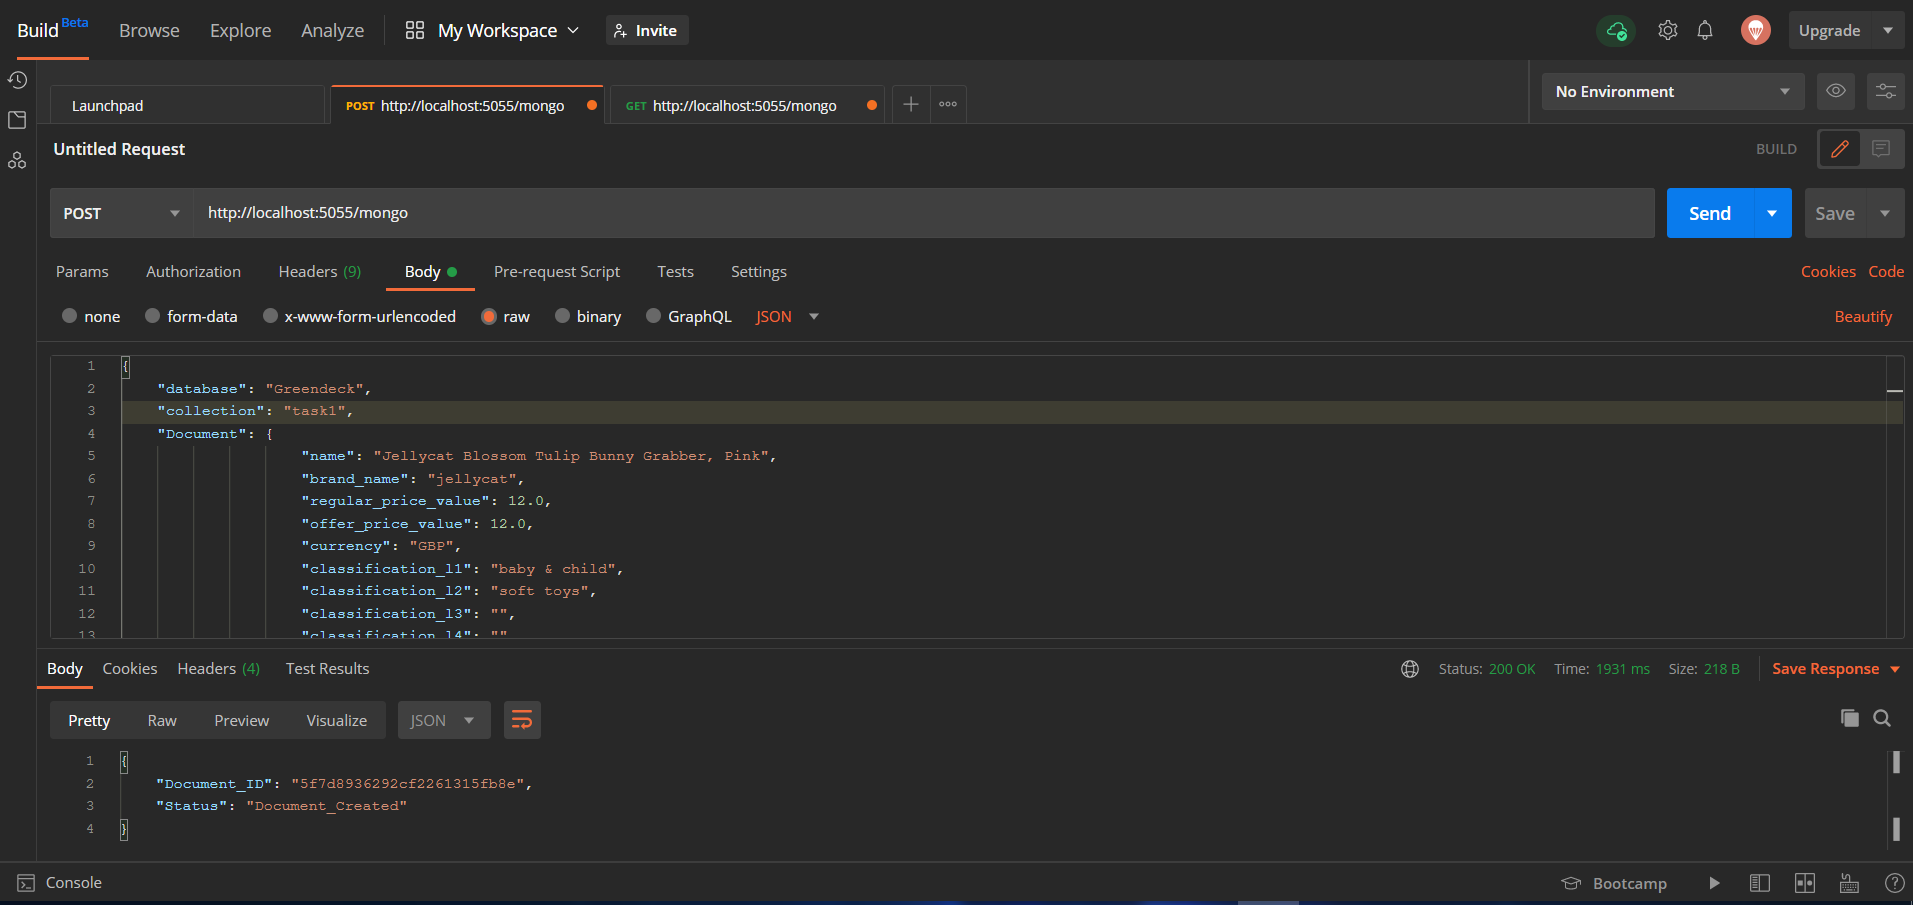 Build Beta Browse Explore Analyze My Workspace Invite Upgrade
Launchpad POST http://localhost:5055/mongo GET http://localhost:5055/mongo No Environment
Untitled Request BUILD
POST http://localhost:5055/mongo Send Save
Params Authorization Headers (9) Body Pre-request Script Tests Settings Cookies Code
none form-data x-www-form-urlencoded raw binary GraphQL JSON Beautify
1 {
2 "database": "Greendeck",
3 "collection": "task1",
4 "Document": {
5 "name": "Jellycat Blossom Tulip Bunny Grabber, Pink",
6 "brand_name": "jellycat",
7 "regular_price_value": 12.0,
8 "offer_price_value": 12.0,
9 "currency": "GBP",
10 "classification_l1": "baby & child",
11 "classification_l2": "soft toys",
12 "classification_l3": "",
13 "classification_l4": ""
Body Cookies Headers (4) Test Results Status: 200 OK Time: 1931 ms Size: 218 B Save Response
Pretty Raw Preview Visualize JSON
1 {
2 "Document_ID": "5f7d8936292cf2261315fb8e",
3 "Status": "Document_Created"
4 }
Console Bootcamp